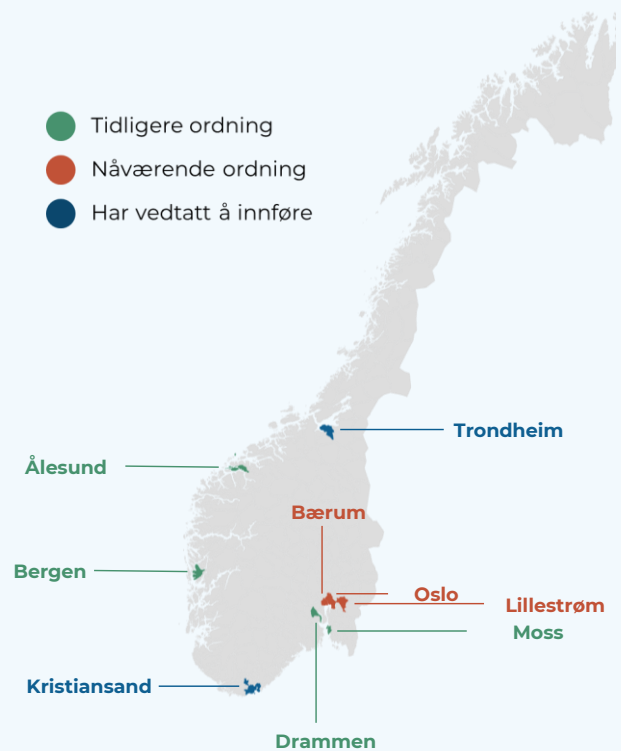 Tidligere ordning
Nåværende ordning
Har vedtatt å innføre
Trondheim
Ålesund
Bærum
Bergen
Oslo
Lillestrøm
Moss
Kristiansand
Drammen